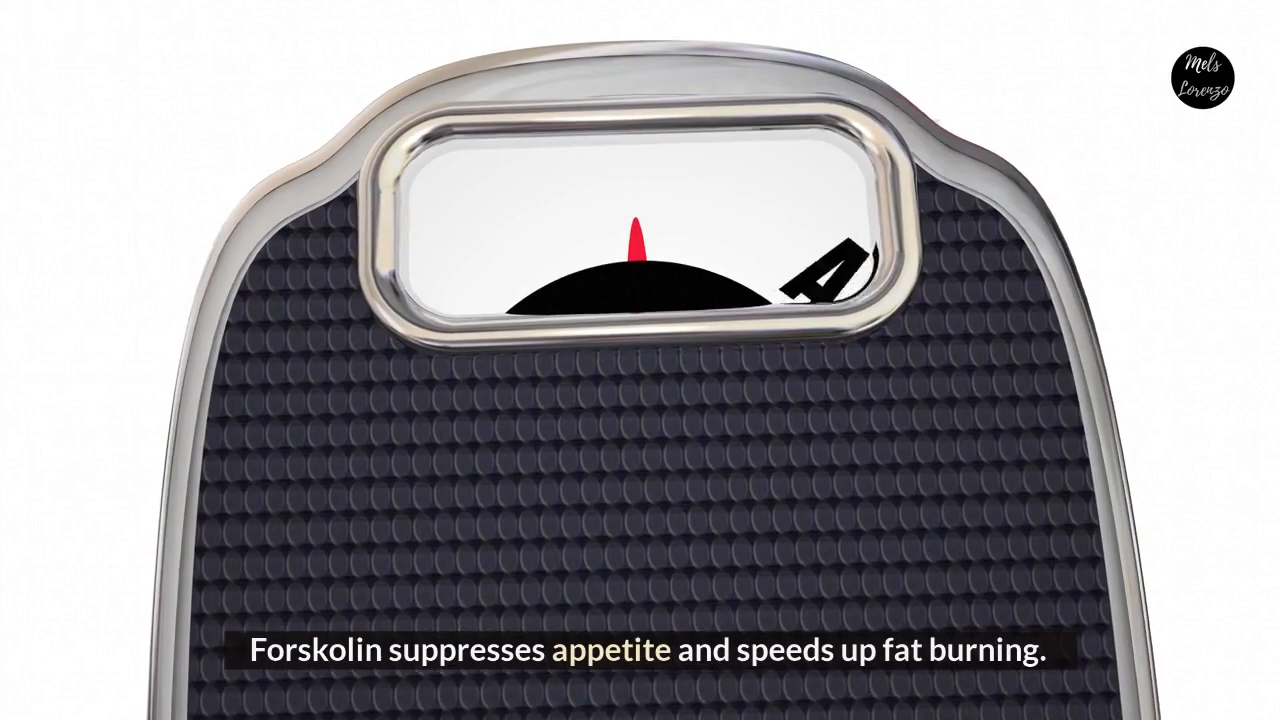 Mels
Lorenzo
A
Forskolin suppresses appetite and speeds up fat burning.